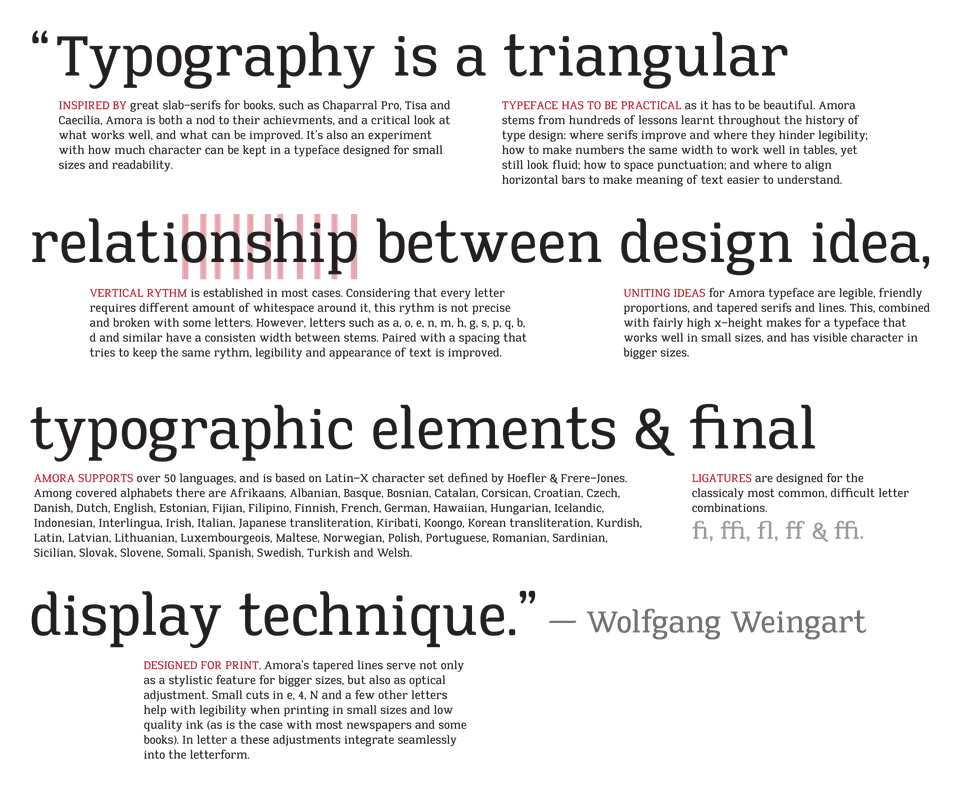 “Typography is a triangular
INSPIRED BY great slab-serifs for books, such as Chaparral Pro, Tisa and
Caecilia, Amora is both a nod to their achievments, and a critical look at
what works well, and what can be improved. It's also an experiment
with how much character can be kept in a typeface designed for small
sizes and readability.
TYPEFACE HAS TO BE PRACTICAL as it has to be beautiful. Amora
stems from hundreds of lessons learnt throughout the history of
type design: where serifs improve and where they hinder legibility;
how to make numbers the same width to work well in tables, yet
still look fluid; how to space punctuation; and where to align
horizontal bars to make meaning of text easier to understand.
relationship between design idea,
VERTICAL RYTHM is established in most cases. Considering that every letter
requires different amount of whitespace around it, this rythm is not precise
and broken with some letters. However, letters such as a, o, e, n, m, h, g, s, p, q, b,
d and similar have a consisten width between stems. Paired with a spacing that
tries to keep the same rythm, legibility and appearance of text is improved.
UNITING IDEAS for Amora typeface are legible, friendly
proportions, and tapered serifs and lines. This, combined
with fairly high x-height makes for a typeface that
works well in small sizes, and has visible character in
bigger sizes.
typographic elements & final
AMORA SUPPORTS over 50 languages, and is based on Latin-X character set defined by Hoefler & Frere-Jones.
Among covered alphabets there are Afrikaans, Albanian, Basque, Bosnian, Catalan, Corsican, Croatian, Czech,
Danish, Dutch, English, Estonian, Fijian, Filipino, Finnish, French, German, Hawaiian, Hungarian, Icelandic,
Indonesian, Interlingua, Irish, Italian, Japanese transliteration, Kiribati, Koongo, Korean transliteration, Kurdish,
Latin, Latvian, Lithuanian, Luxembourgeois, Maltese, Norwegian, Polish, Portuguese, Romanian, Sardinian,
Sicilian, Slovak, Slovene, Somali, Spanish, Swedish, Turkish and Welsh.
LIGATURES are designed for the
classicaly most common, difficult letter
combinations.
fi, ffi, fl, ff & ffi.
display technique.” — Wolfgang Weingart
DESIGNED FOR PRINT, Amora's tapered lines serve not only
as a stylistic feature for bigger sizes, but also as optical
adjustment. Small cuts in e, 4, N and a few other letters
help with legibility when printing in small sizes and low
quality ink (as is the case with most newspapers and some
books). In letter a these adjustments integrate seamlessly
into the letterform.